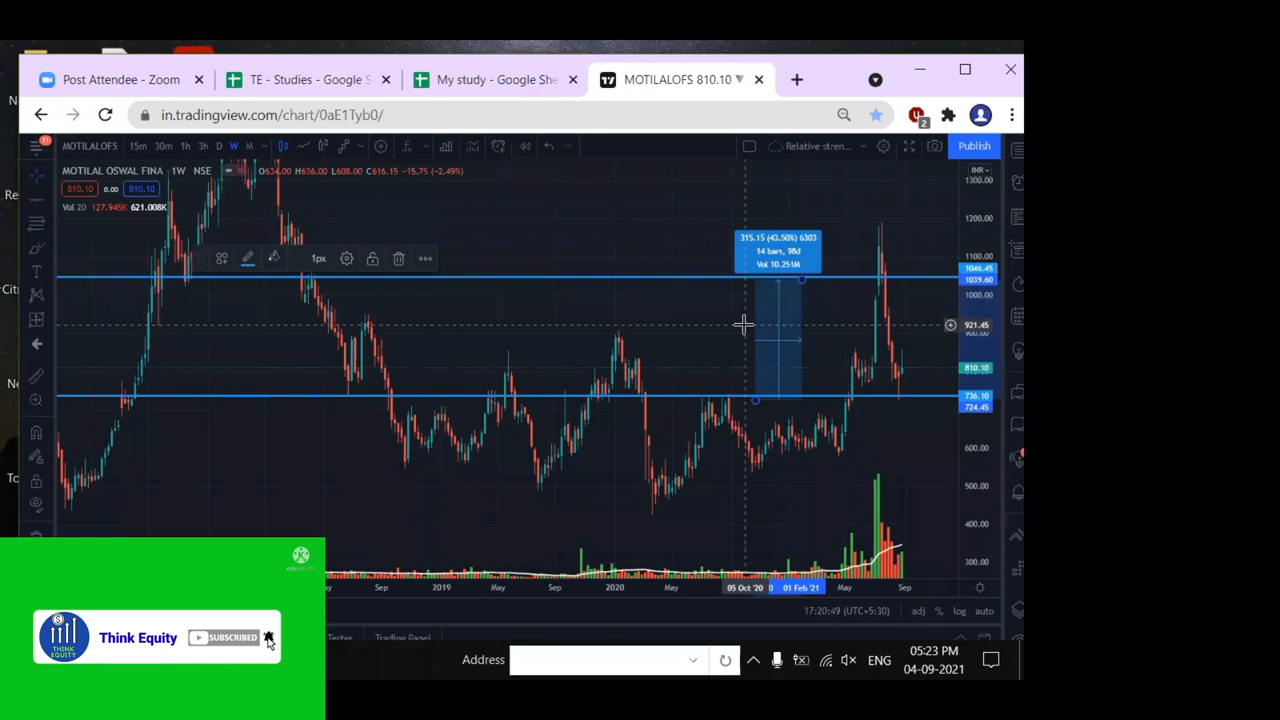 Post Attendee - Zoom
TE - Studies - Google S
My study - Google She
MOTILALOFS 810.10
in.tradingview.com/chart/0aE1Tyb0/
2
11
MOTILALOFS 15m 30m 1h 3h D W M
Relative stren...
Publish
MOTILAL OSWAL FINA 1W NSE
O634.00 H636.00 L608.00 C616.15 -15.75 (-2.49%)
INR
810.10 0.00 810.10
Vol 20 127.945K 621.008K
1300.00
1200.00
315.15 (43.50%) 6303
14 bars, 98d
Vol 10.251M
1px
1100.00
1046.45
1039.60
1000.00
921.45
900.00
810.10
736.10
724.45
600.00
500.00
400.00
300.00
Sep 2019 May Sep 2020 May 05 Oct '20 01 Feb '21 May Sep
17:20:49 (UTC+5:30) adj % log auto
Trading Panel
Think Equity
SUBSCRIBED
THINK
EQUITY
Address
ENG
05:23 PM
04-09-2021